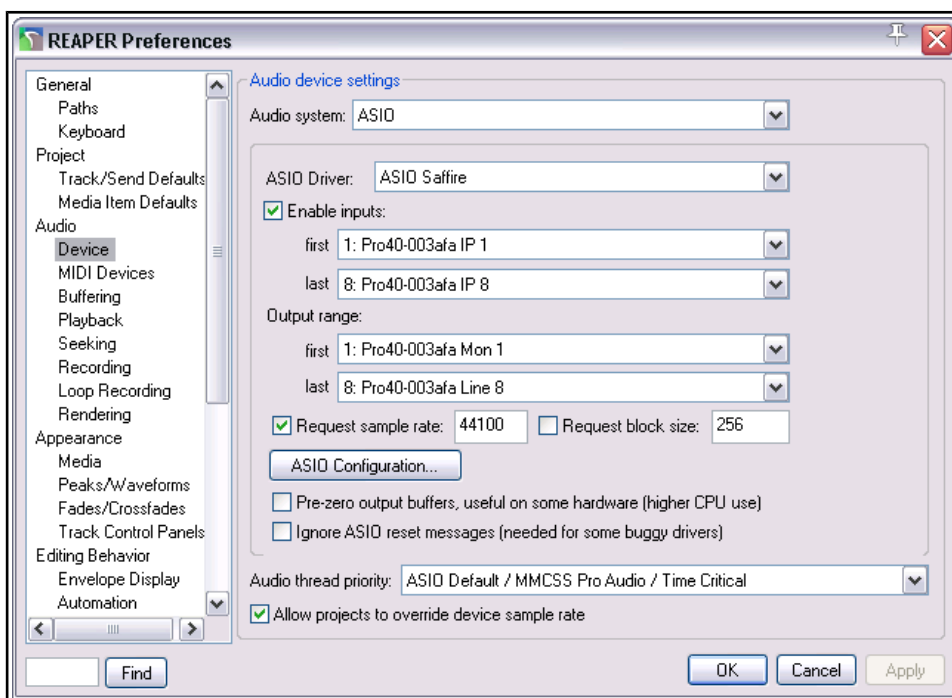 REAPER Preferences
General
Paths
Keyboard
Project
Track/Send Defaults
Media Item Defaults
Audio
Device
MIDI Devices
Buffering
Playback
Seeking
Recording
Loop Recording
Rendering
Appearance
Media
Peaks/Waveforms
Fades/Crossfades
Track Control Panels
Editing Behavior
Envelope Display
Automation
Find
Audio device settings
Audio system: ASIO
ASIO Driver: ASIO Saffire
Enable inputs:
first 1: Pro40-003afa IP 1
last 8: Pro40-003afa IP 8
Output range:
first 1: Pro40-003afa Mon 1
last 8: Pro40-003afa Line 8
Request sample rate: 44100 Request block size: 256
ASIO Configuration...
Pre-zero output buffers, useful on some hardware (higher CPU use)
Ignore ASIO reset messages (needed for some buggy drivers)
Audio thread priority: ASIO Default / MMCSS Pro Audio / Time Critical
Allow projects to override device sample rate
OK Cancel Apply